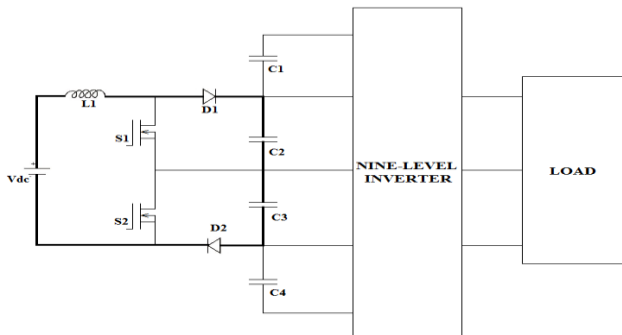 C1
L1
D1
S1
C2
Vdc
+
NINE-LEVEL
INVERTER
LOAD
S2
C3
D2
C4